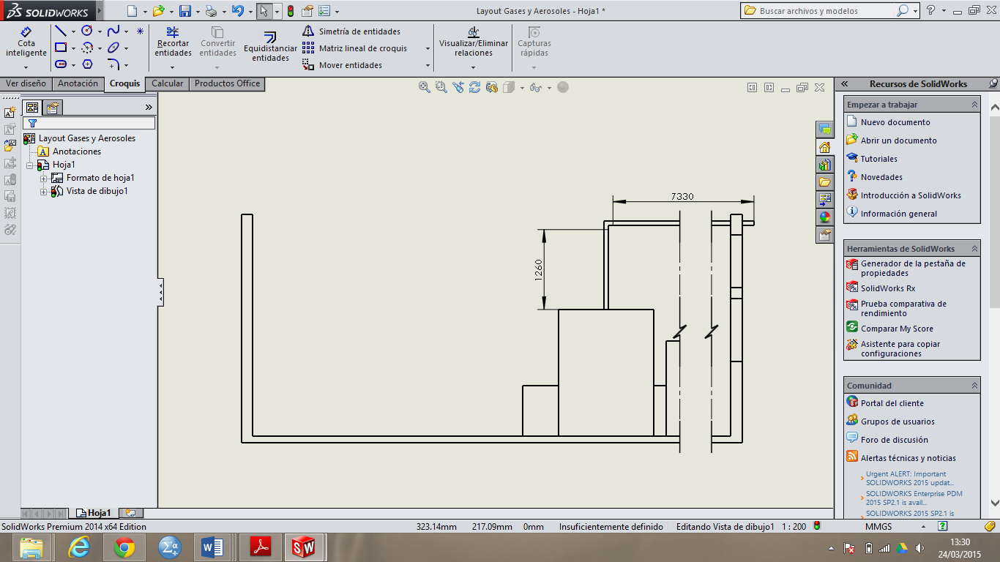 SOLIDWORKS
Layout Gases y Aerosoles - Hoja1 *
Buscar archivos y modelos
Cota inteligente
Recortar entidades
Convertir entidades
Equidistanciar entidades
Simetría de entidades
Matriz lineal de croquis
Mover entidades
Visualizar/Eliminar relaciones
Capturas rápidas
Ver diseño
Anotación
Croquis
Calcular
Productos Office
Layout Gases y Aerosoles
Anotaciones
Hoja1
Formato de hoja1
Vista de dibujo1
7330
1260
Recursos de SolidWorks
Empezar a trabajar
Nuevo documento
Abrir un documento
Tutoriales
Novedades
Introducción a SolidWorks
Información general
Herramientas de SolidWorks
Generador de la pestaña de
propiedades
SolidWorks Rx
Prueba comparativa de
rendimiento
Comparar My Score
Asistente para copiar
configuraciones
Comunidad
Portal del cliente
Grupos de usuarios
Foro de discusión
Alertas técnicas y noticias
Urgent ALERT: Important
SOLIDWORKS 2015 updat...
SOLIDWORKS Enterprise PDM
2015 SP2.1 is avail...
SOLIDWORKS 2015 SP2.1 is
Hoja1
SolidWorks Premium 2014 x64 Edition
323.14mm
217.09mm
0mm
Insuficientemente definido
Editando Vista de dibujo1
1 : 200
MMGS
13:30
24/03/2015